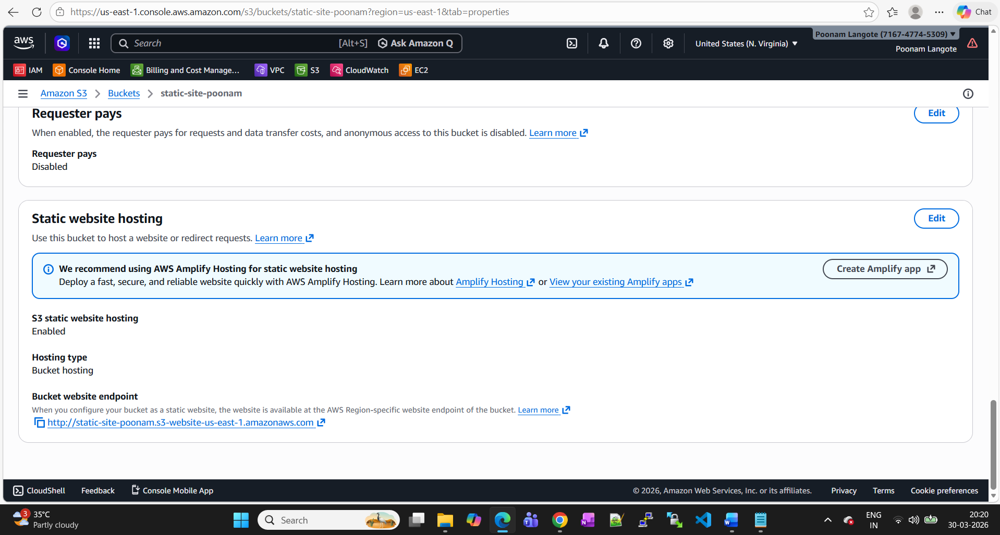 https://us-east-1.console.aws.amazon.com/s3/buckets/static-site-poonam?region=us-east-1&tab=properties
Chat
aws
Search
[Alt+S]
Ask Amazon Q
United States (N. Virginia)
Poonam Langote (7167-4774-5309)
Poonam Langote
IAM
Console Home
Billing and Cost Manage...
VPC
S3
CloudWatch
EC2
Amazon S3
Buckets
static-site-poonam
Requester pays
Edit
When enabled, the requester pays for requests and data transfer costs, and anonymous access to this bucket is disabled. Learn more
Requester pays
Disabled
Static website hosting
Edit
Use this bucket to host a website or redirect requests. Learn more
We recommend using AWS Amplify Hosting for static website hosting
Create Amplify app
Deploy a fast, secure, and reliable website quickly with AWS Amplify Hosting. Learn more about Amplify Hosting or View your existing Amplify apps
S3 static website hosting
Enabled
Hosting type
Bucket hosting
Bucket website endpoint
When you configure your bucket as a static website, the website is available at the AWS Region-specific website endpoint of the bucket. Learn more
http://static-site-poonam.s3-website-us-east-1.amazonaws.com
CloudShell
Feedback
Console Mobile App
© 2026, Amazon Web Services, Inc. or its affiliates.
Privacy
Terms
Cookie preferences
3
35°C
Partly cloudy
Search
ENG
IN
20:20
30-03-2026